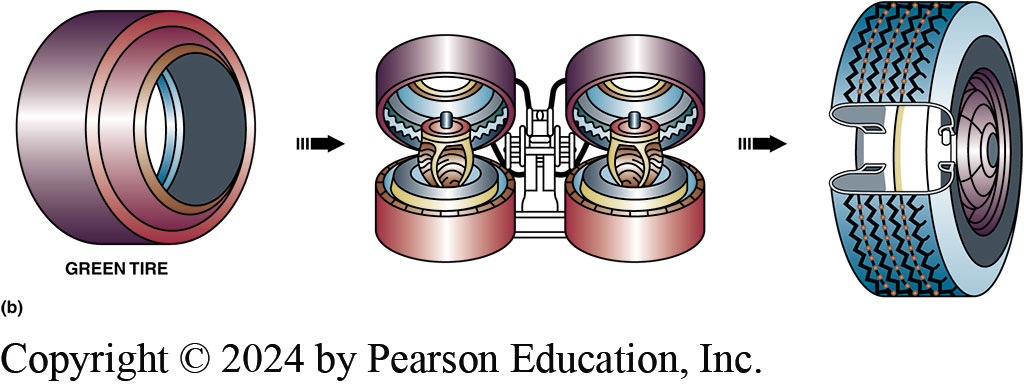 GREEN TIRE
(b)
Copyright © 2024 by Pearson Education, Inc.